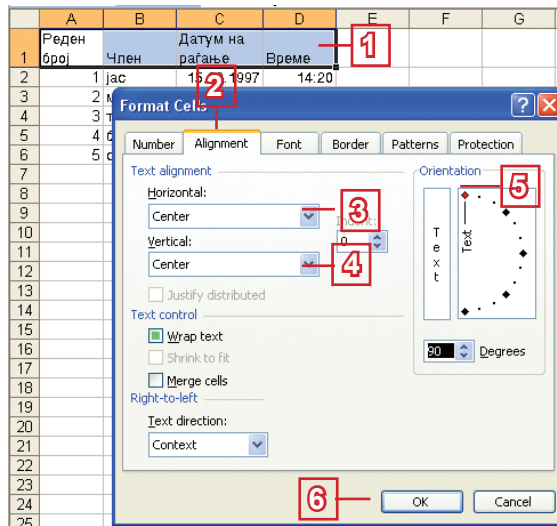 A B C D E F G
Реден Датум на
1 број Член раѓање Време 1
2 1 јас 1997 14:20
3 2
4 3
5 4
6 5
7
8
9
10
11
12
13
14
15
16
17
18
19
20
21
22
23
24
25
2
Format Cells
Number Alignment Font Border Patterns Protection
Text alignment
Horizontal:
Center
3
Indent:
0
Vertical:
Center
4
Justify distributed
Text control
Wrap text
Shrink to fit
Merge cells
Right-to-left
Text direction:
Context
Orientation
5
Text
Text
90 Degrees
6
OK Cancel